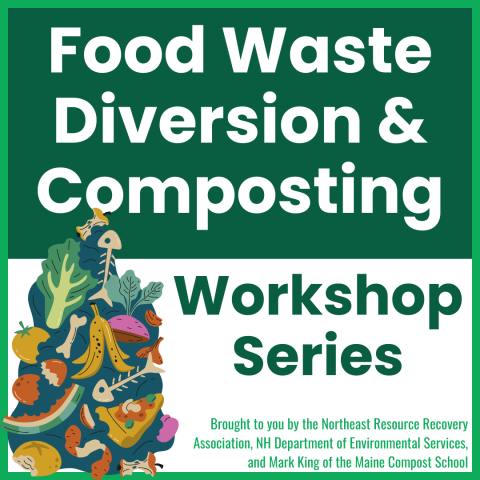 Food Waste
Diversion &
Composting
Workshop
Series
Brought to you by the Northeast Resource Recovery
Association, NH Department of Environmental Services,
and Mark King of the Maine Compost School